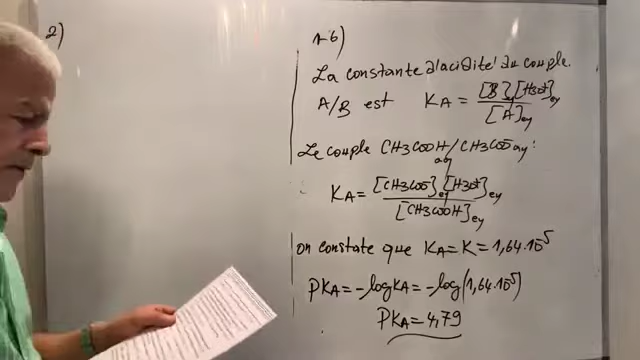 2)
1-6)
La constante d'acidité du couple.
A/B est KA = [B]éq[H3O+]éq / [A]éq
Le couple CH3COOH aq / CH3COO- aq :
KA = [CH3COO-]éq[H3O+]éq / [CH3COOH]éq
on constate que KA = K = 1,64.10^-5
PKA = -log KA = -log(1,64.10^-5)
PKA = 4,79